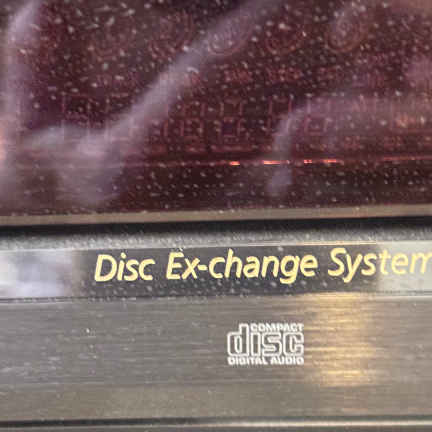 Disc Ex-change System
COMPACT
disc
DIGITAL AUDIO